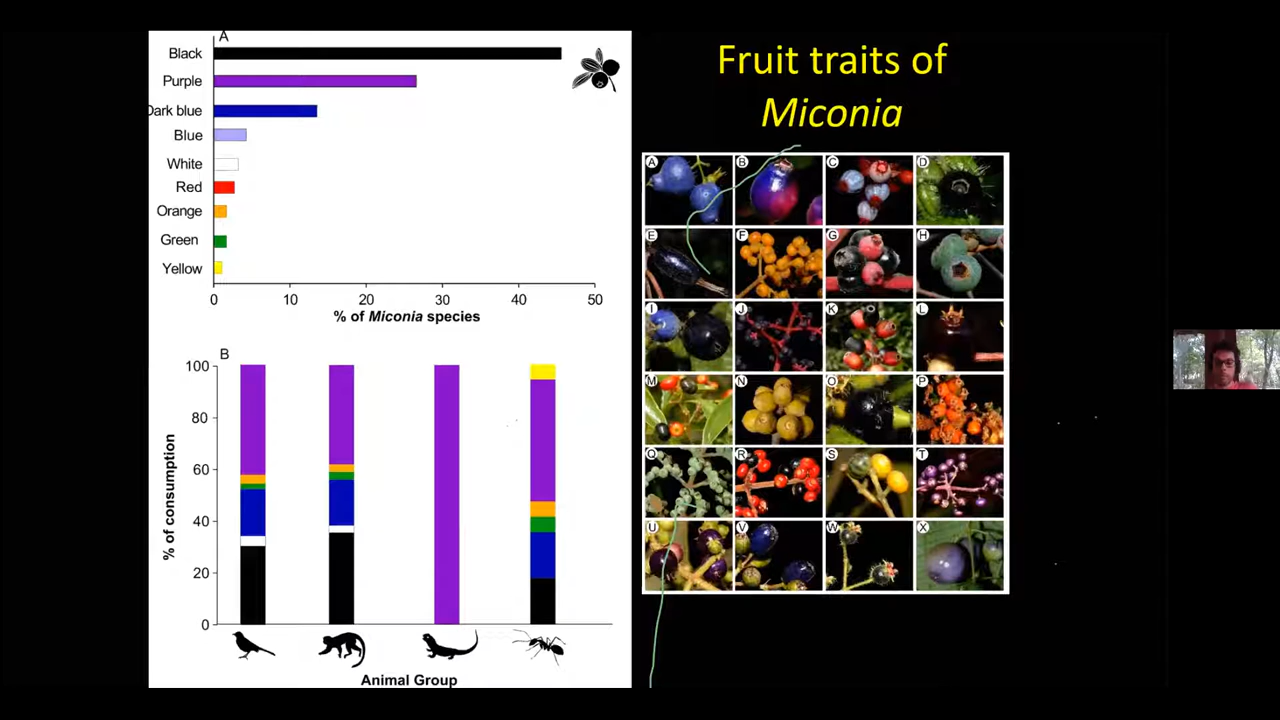 A
Black
Purple
Dark blue
Blue
White
Red
Orange
Green
Yellow
0 10 20 30 40 50
% of Miconia species
B
100
80
60
40
20
0
% of consumption
Animal Group
Fruit traits of
Miconia
A B C D
E F G H
I J K L
M N O P
Q R S T
U V W X